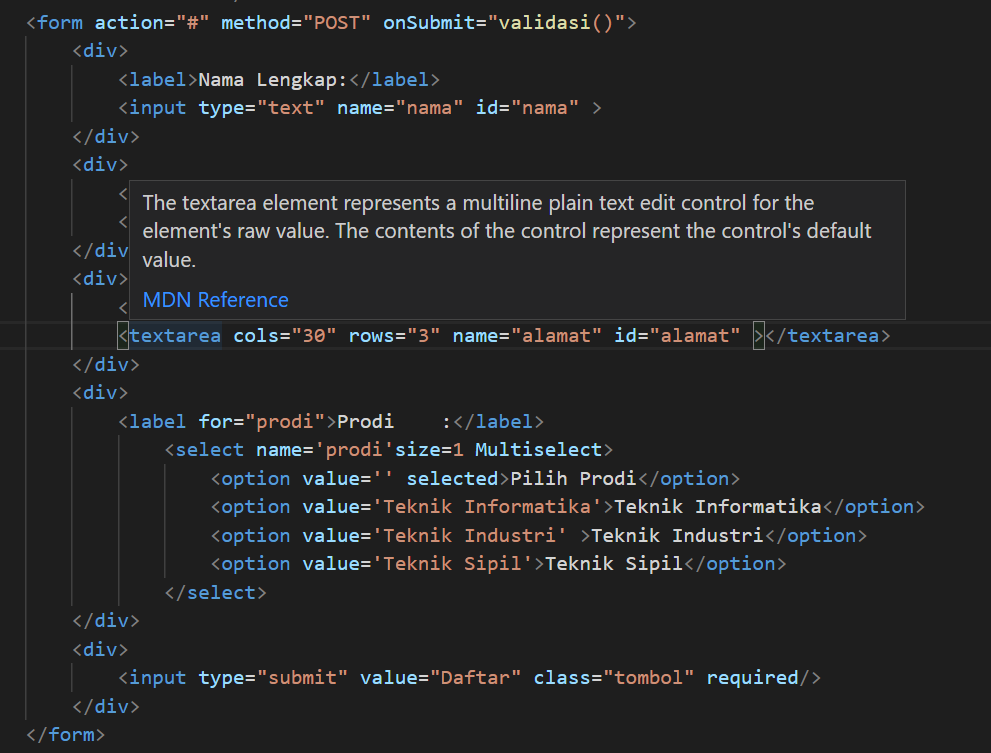 <form action="#" method="POST" onSubmit="validasi()">
<div>
<label>Nama Lengkap:</label>
<input type="text" name="nama" id="nama" >
</div>
<div>
<
<
</div
<div>
<
The textarea element represents a multiline plain text edit control for the
element's raw value. The contents of the control represent the control's default
value.
MDN Reference
<textarea cols="30" rows="3" name="alamat" id="alamat" ></textarea>
</div>
<div>
<label for="prodi">Prodi    :</label>
<select name='prodi'size=1 Multiselect>
<option value='' selected>Pilih Prodi</option>
<option value='Teknik Informatika'>Teknik Informatika</option>
<option value='Teknik Industri' >Teknik Industri</option>
<option value='Teknik Sipil'>Teknik Sipil</option>
</select>
</div>
<div>
<input type="submit" value="Daftar" class="tombol" required/>
</div>
</form>